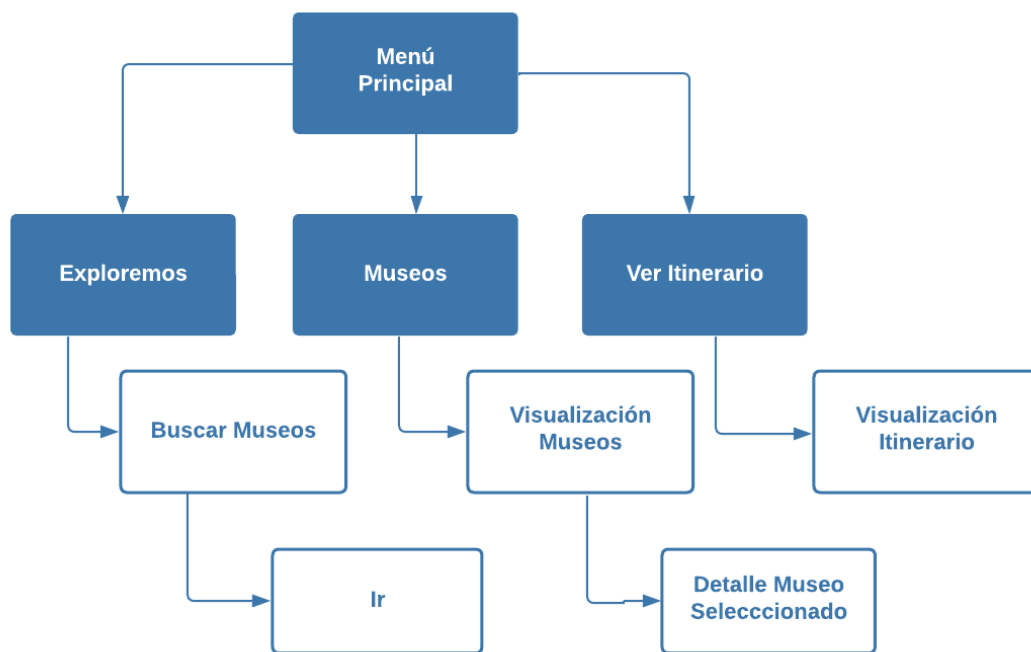 Menú
Principal
Exploremos
Museos
Ver Itinerario
Buscar Museos
Visualización
Museos
Visualización
Itinerario
Ir
Detalle Museo
Selecccionado